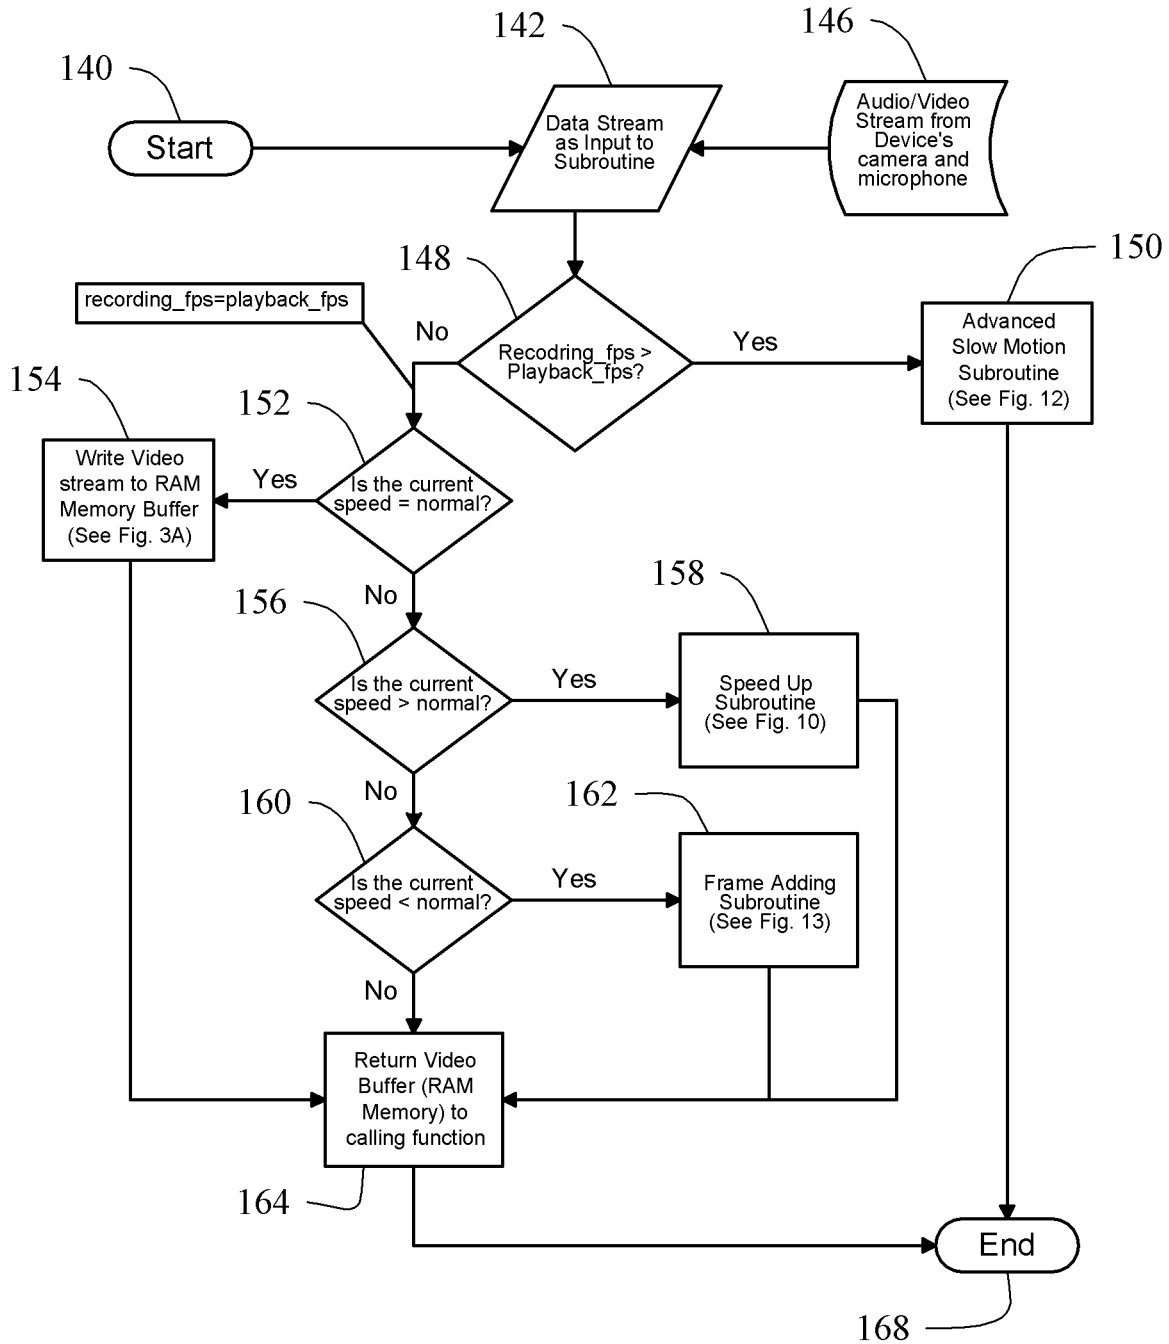 142
146
140
Start
Data Stream
as Input to
Subroutine
Audio/Video
Stream from
Device's
camera and
microphone
148
150
recording_fps=playback_fps
No
Recodring_fps >
Playback_fps?
Yes
Advanced
Slow Motion
Subroutine
(See Fig. 12)
154
152
Write Video
stream to RAM
Memory Buffer
(See Fig. 3A)
Yes
Is the current
speed = normal?
No
156
158
Is the current
speed > normal?
Yes
Speed Up
Subroutine
(See Fig. 10)
No
160
162
Is the current
speed < normal?
Yes
Frame Adding
Subroutine
(See Fig. 13)
No
Return Video
Buffer (RAM
Memory) to
calling function
164
End
168